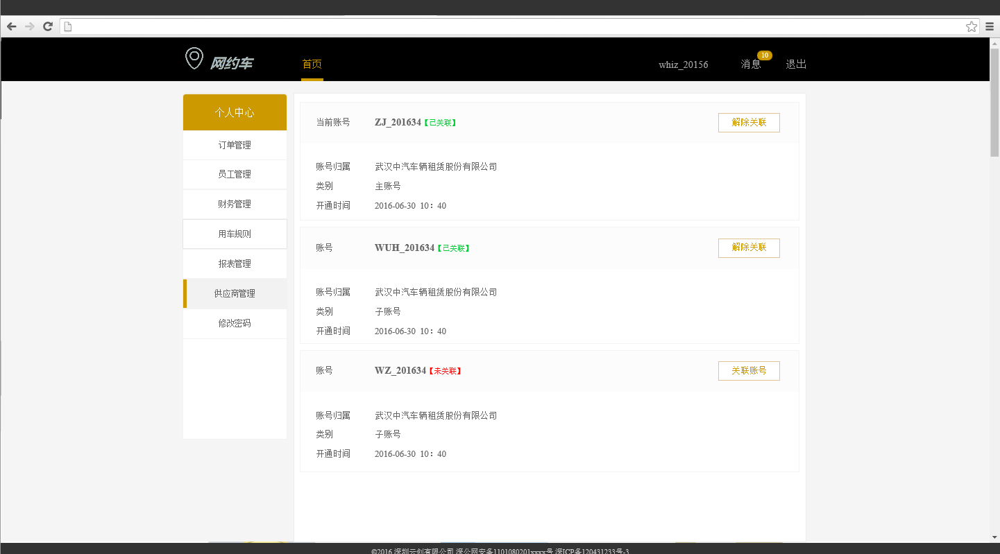 网约车 首页 whiz_20156 消息 10 退出
个人中心
订单管理
员工管理
财务管理
用车规则
报表管理
供应商管理
修改密码
当前账号 ZJ_201634【已关联】 解除关联
账号归属 武汉中汽车辆租赁股份有限公司
类别 主账号
开通时间 2016-06-30 10：40
账号 WUH_201634【已关联】 解除关联
账号归属 武汉中汽车辆租赁股份有限公司
类别 子账号
开通时间 2016-06-30 10：40
账号 WZ_201634【未关联】 关联账号
账号归属 武汉中汽车辆租赁股份有限公司
类别 子账号
开通时间 2016-06-30 10：40
©2016 深圳云创有限公司 深公网安备1101080201xxxx号 深ICP备120431233号-3